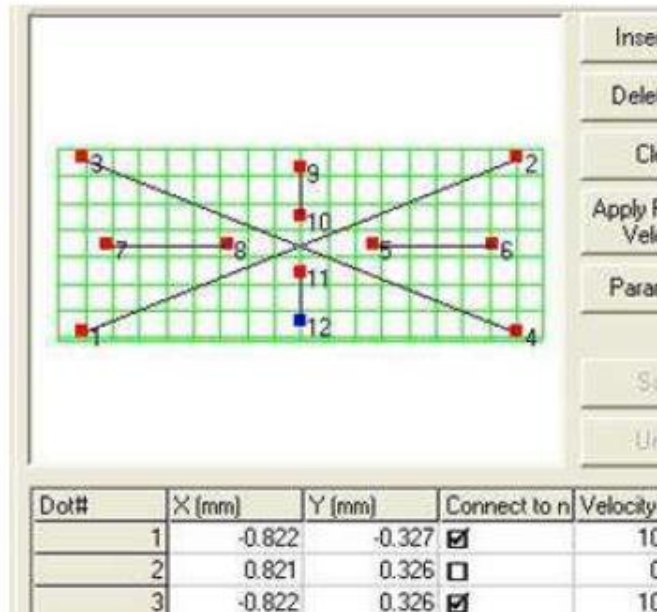 Inse
Dele
Cl
Apply
Vel
Para
3
9
2
10
7
8
5
6
11
12
1
4
Dot# X (mm) Y (mm) Connect to n Velocity
1 -0.822 -0.327 10
2 0.821 0.326 0
3 -0.822 0.326 10